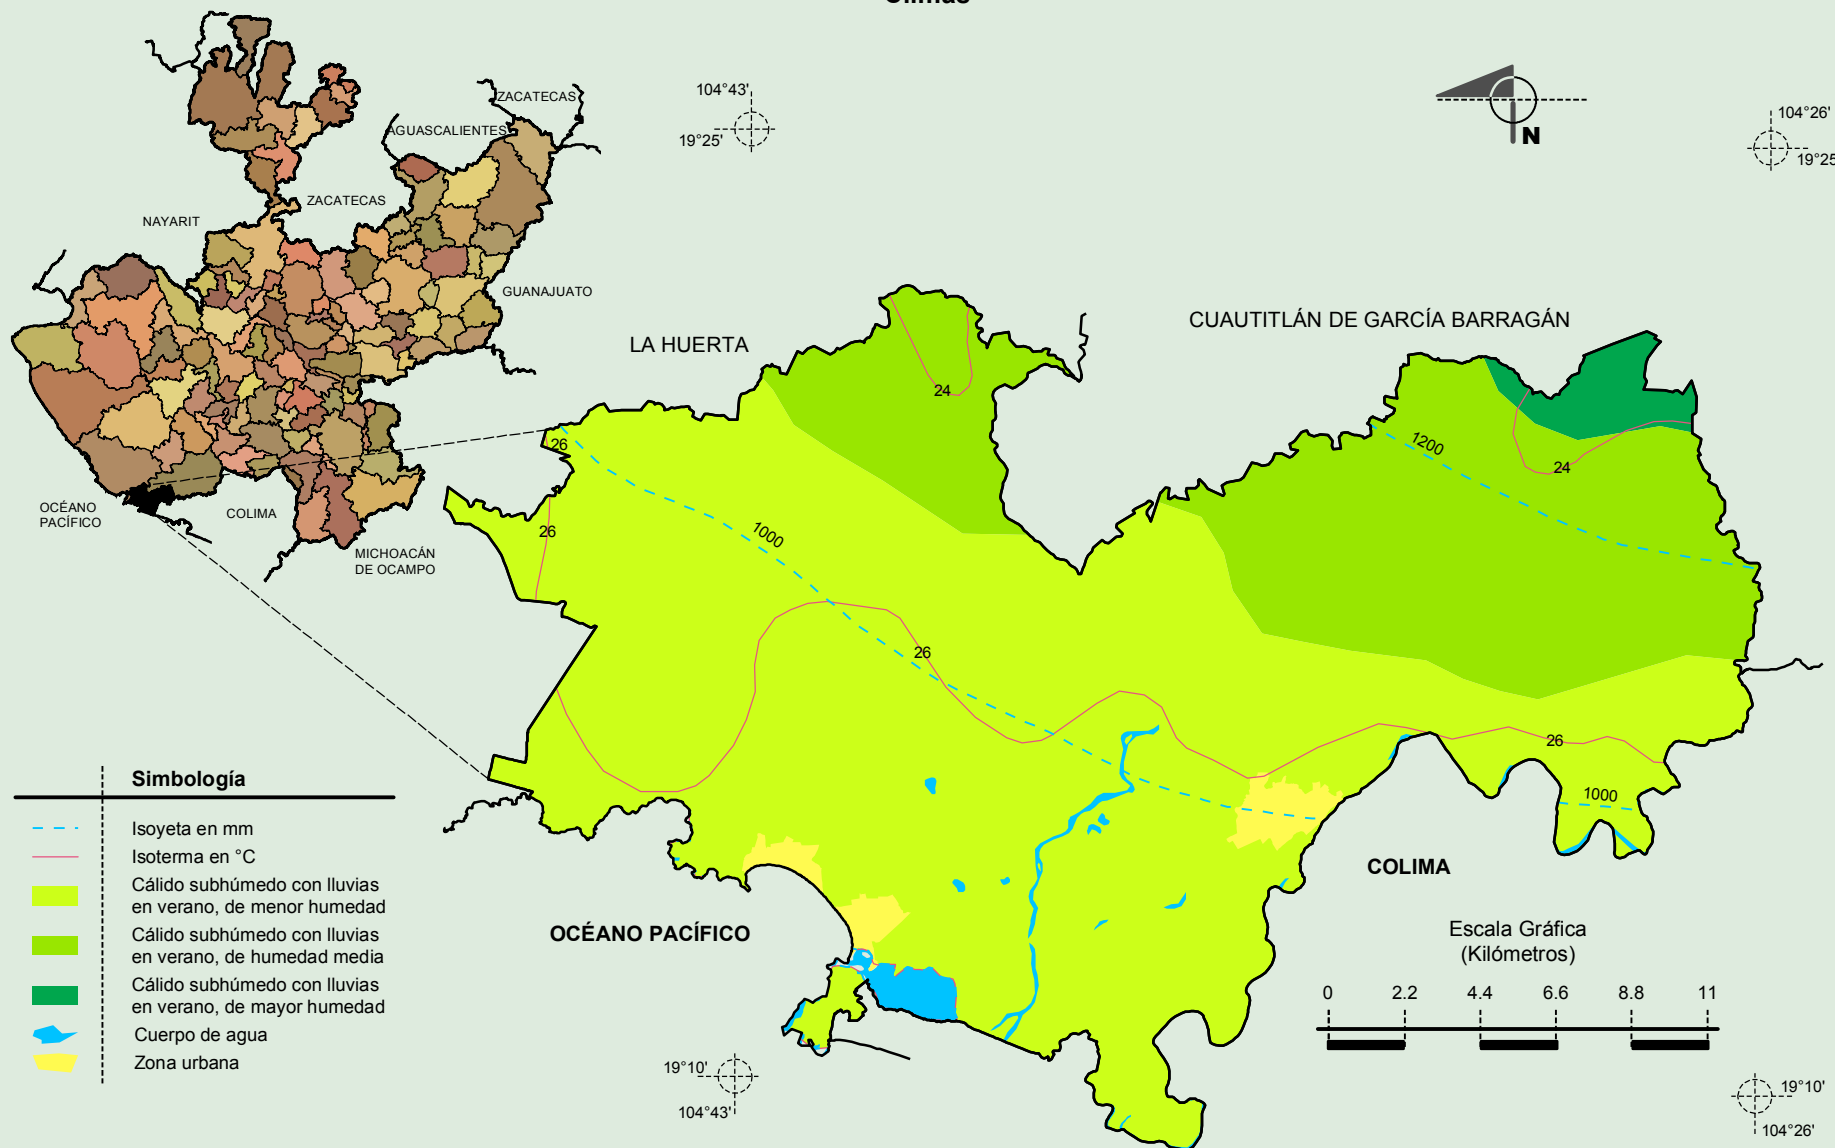 Climas
ZACATECAS
AGUASCALIENTES
ZACATECAS
NAYARIT
GUANAJUATO
OCÉANO
PACÍFICO
COLIMA
MICHOACÁN
DE OCAMPO
104°43'
19°25'
N
104°26'
19°25
LA HUERTA
CUAUTITLÁN DE GARCÍA BARRAGÁN
24
26
1200
24
26
1000
26
26
1000
COLIMA
OCÉANO PACÍFICO
Simbología
Isoyeta en mm
Isoterma en °C
Cálido subhúmedo con lluvias
en verano, de menor humedad
Cálido subhúmedo con lluvias
en verano, de humedad media
Cálido subhúmedo con lluvias
en verano, de mayor humedad
Cuerpo de agua
Zona urbana
Escala Gráfica
(Kilómetros)
0 2.2 4.4 6.6 8.8 11
19°10'
104°43'
19°10'
104°26'